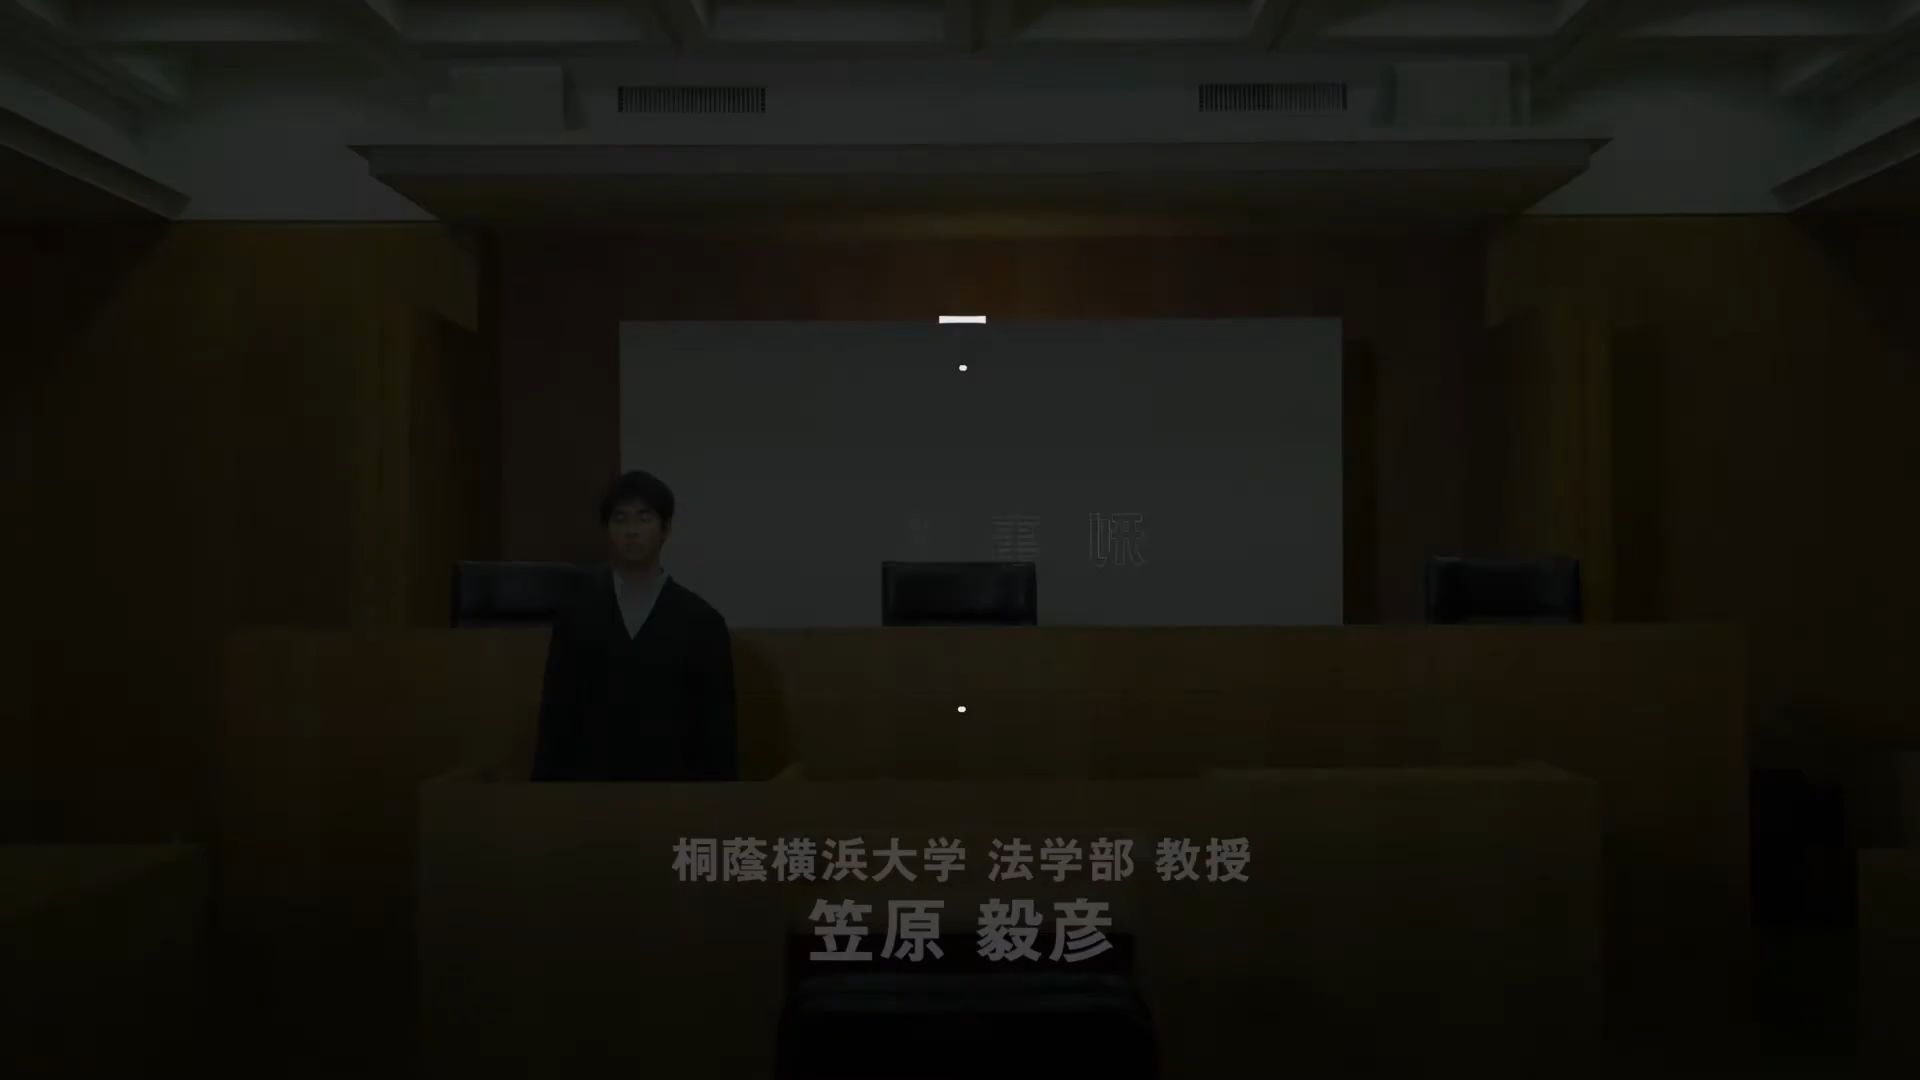 桐蔭横浜大学 法学部 教授
笠原 毅彦